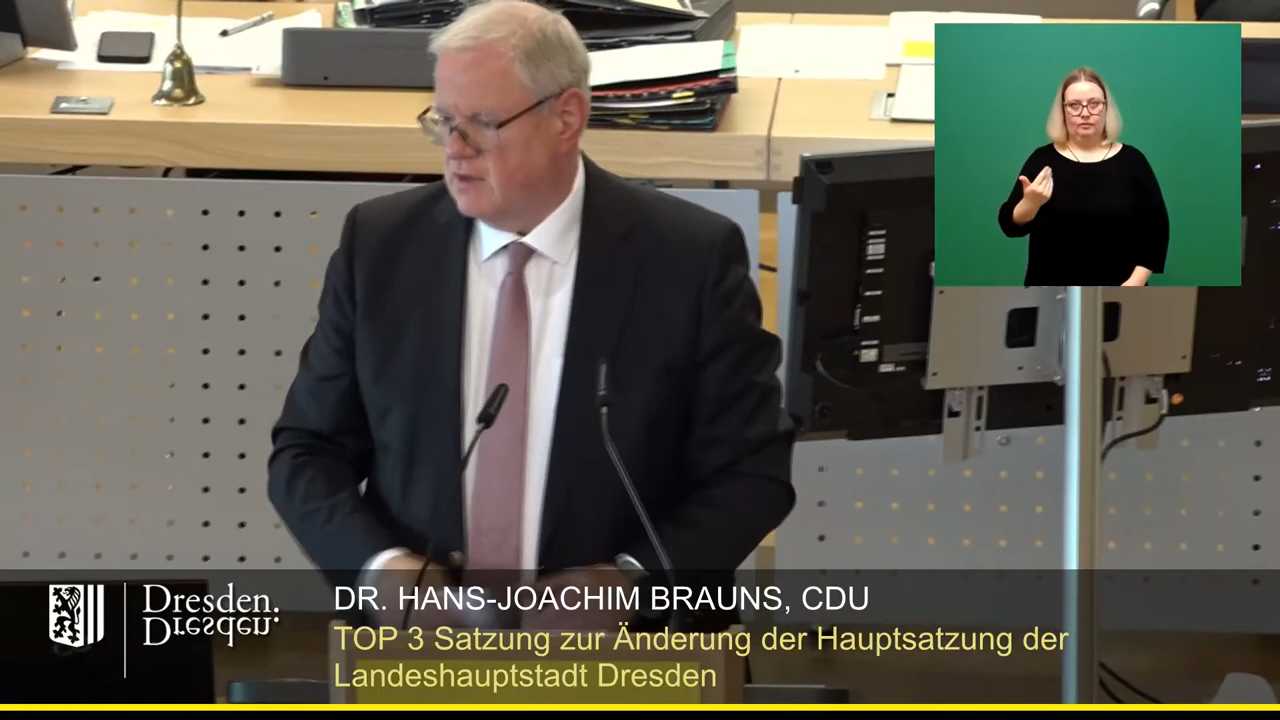 Dresden.
Dresden.
DR. HANS-JOACHIM BRAUNS, CDU
TOP 3 Satzung zur Änderung der Hauptsatzung der
Landeshauptstadt Dresden